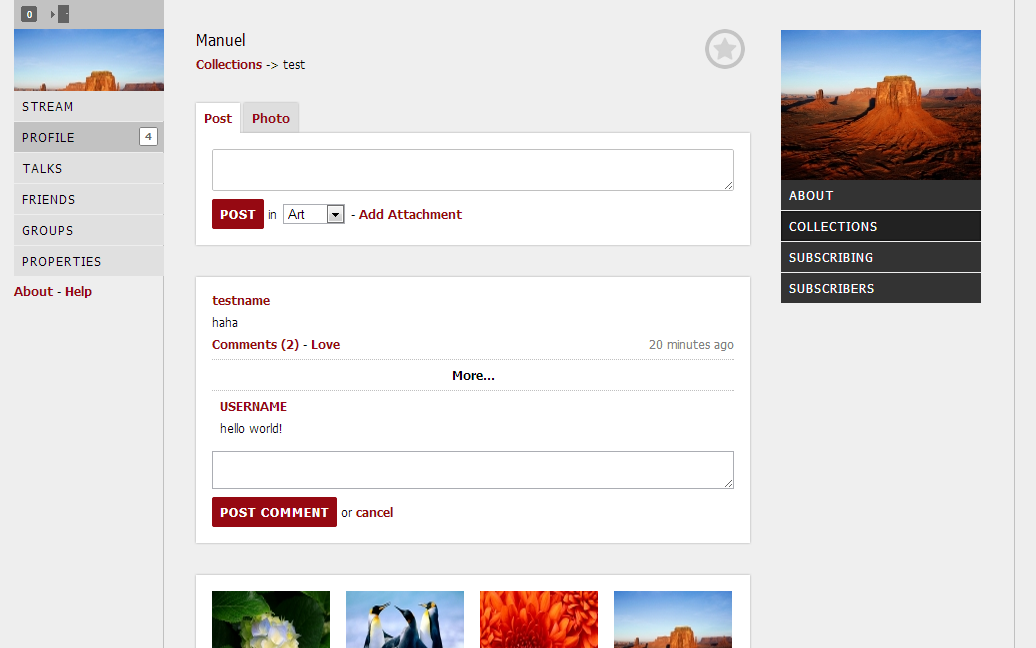 0
STREAM
PROFILE 4
TALKS
FRIENDS
GROUPS
PROPERTIES
About - Help
Manuel
Collections -> test
Post Photo
POST in Art - Add Attachment
testname
haha
Comments (2) - Love 20 minutes ago
More...
USERNAME
hello world!
POST COMMENT or cancel
ABOUT
COLLECTIONS
SUBSCRIBING
SUBSCRIBERS